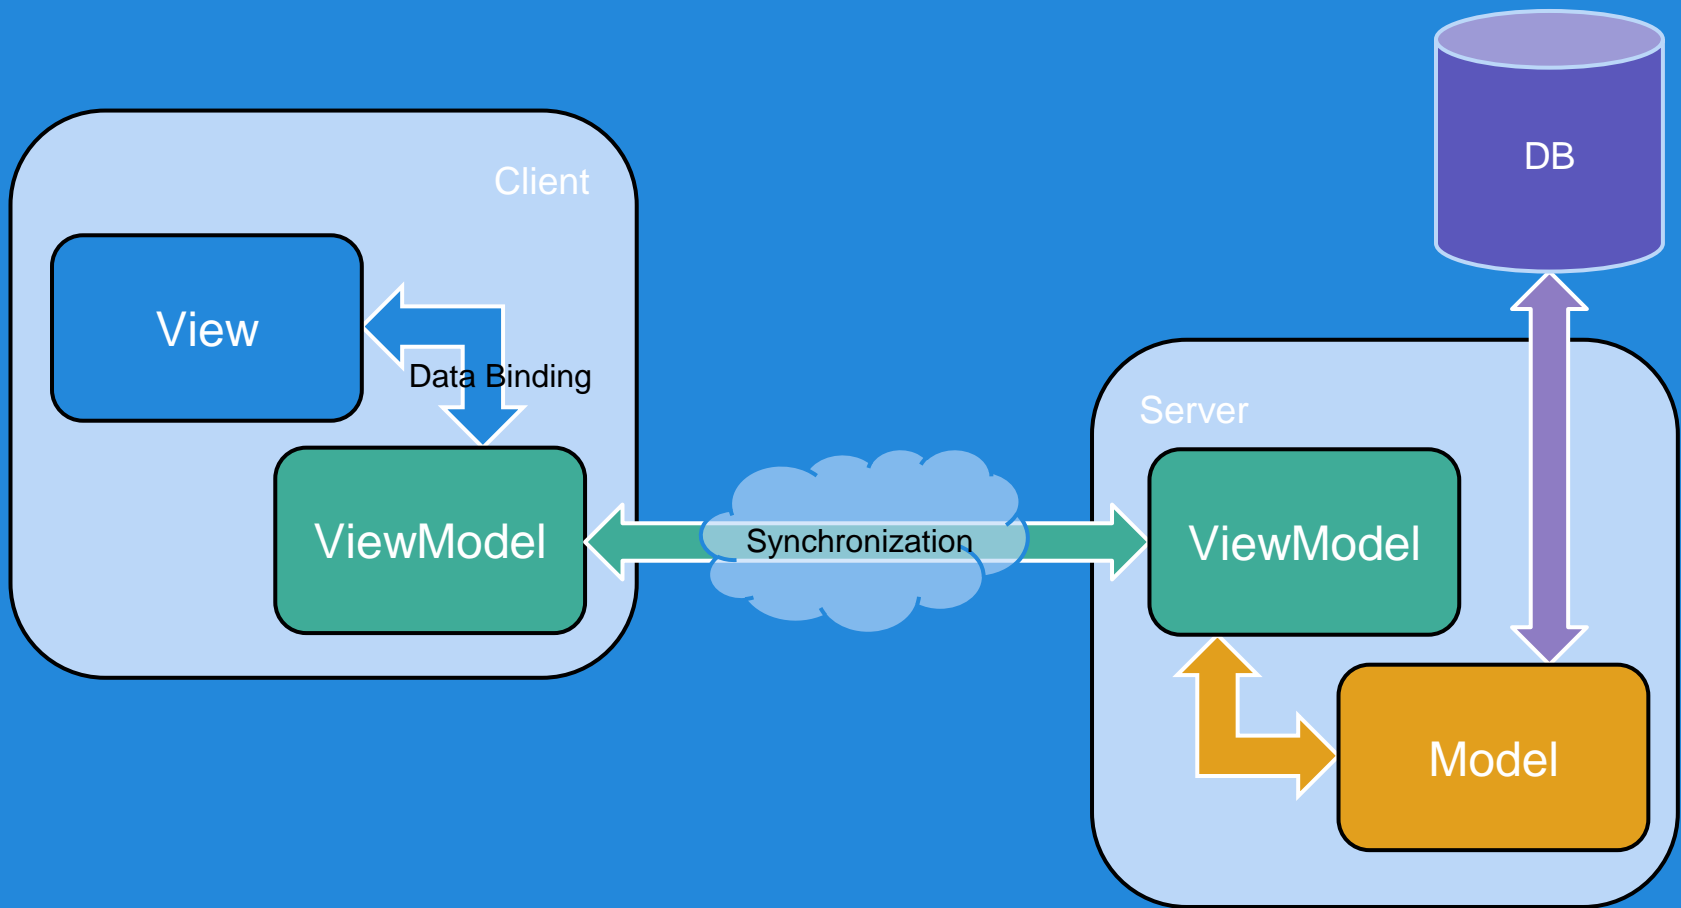 DB
Client
View
Data Binding
ViewModel
Synchronization
Server
ViewModel
Model